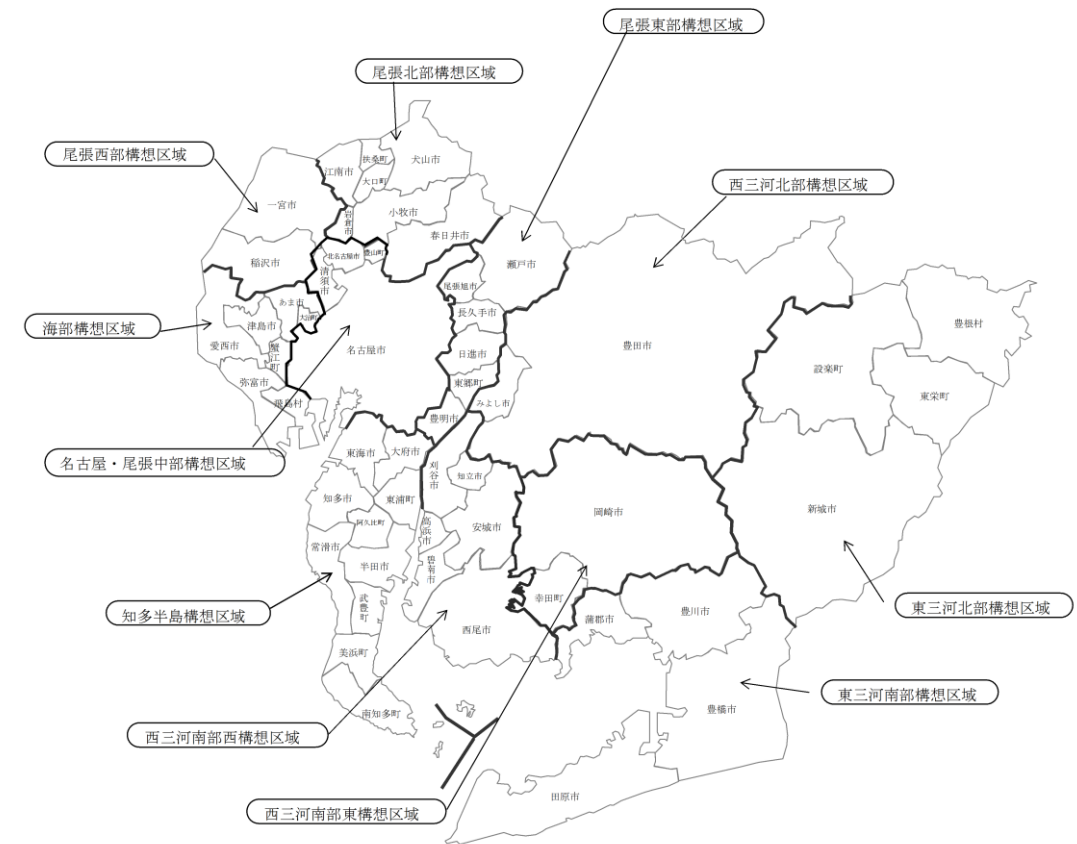 尾張東部構想区域
尾張北部構想区域
尾張西部構想区域
西三河北部構想区域
海部構想区域
名古屋・尾張中部構想区域
知多半島構想区域
東三河北部構想区域
東三河南部構想区域
西三河南部西構想区域
西三河南部東構想区域
犬山市
扶桑町
江南市
大口町
一宮市
岩倉市
小牧市
春日井市
稲沢市
北名古屋市
豊山町
清須市
瀬戸市
尾張旭市
あま市
大治町
津島市
長久手市
愛西市
蟹江町
名古屋市
日進市
豊田市
弥富市
飛島村
東郷町
みよし市
豊明市
豊根村
設楽町
東栄町
東海市
大府市
刈谷市
知立市
知多市
東浦町
阿久比町
高浜市
安城市
岡崎市
新城市
常滑市
半田市
碧南市
武豊町
幸田町
蒲郡市
豊川市
西尾市
美浜町
南知多町
豊橋市
田原市